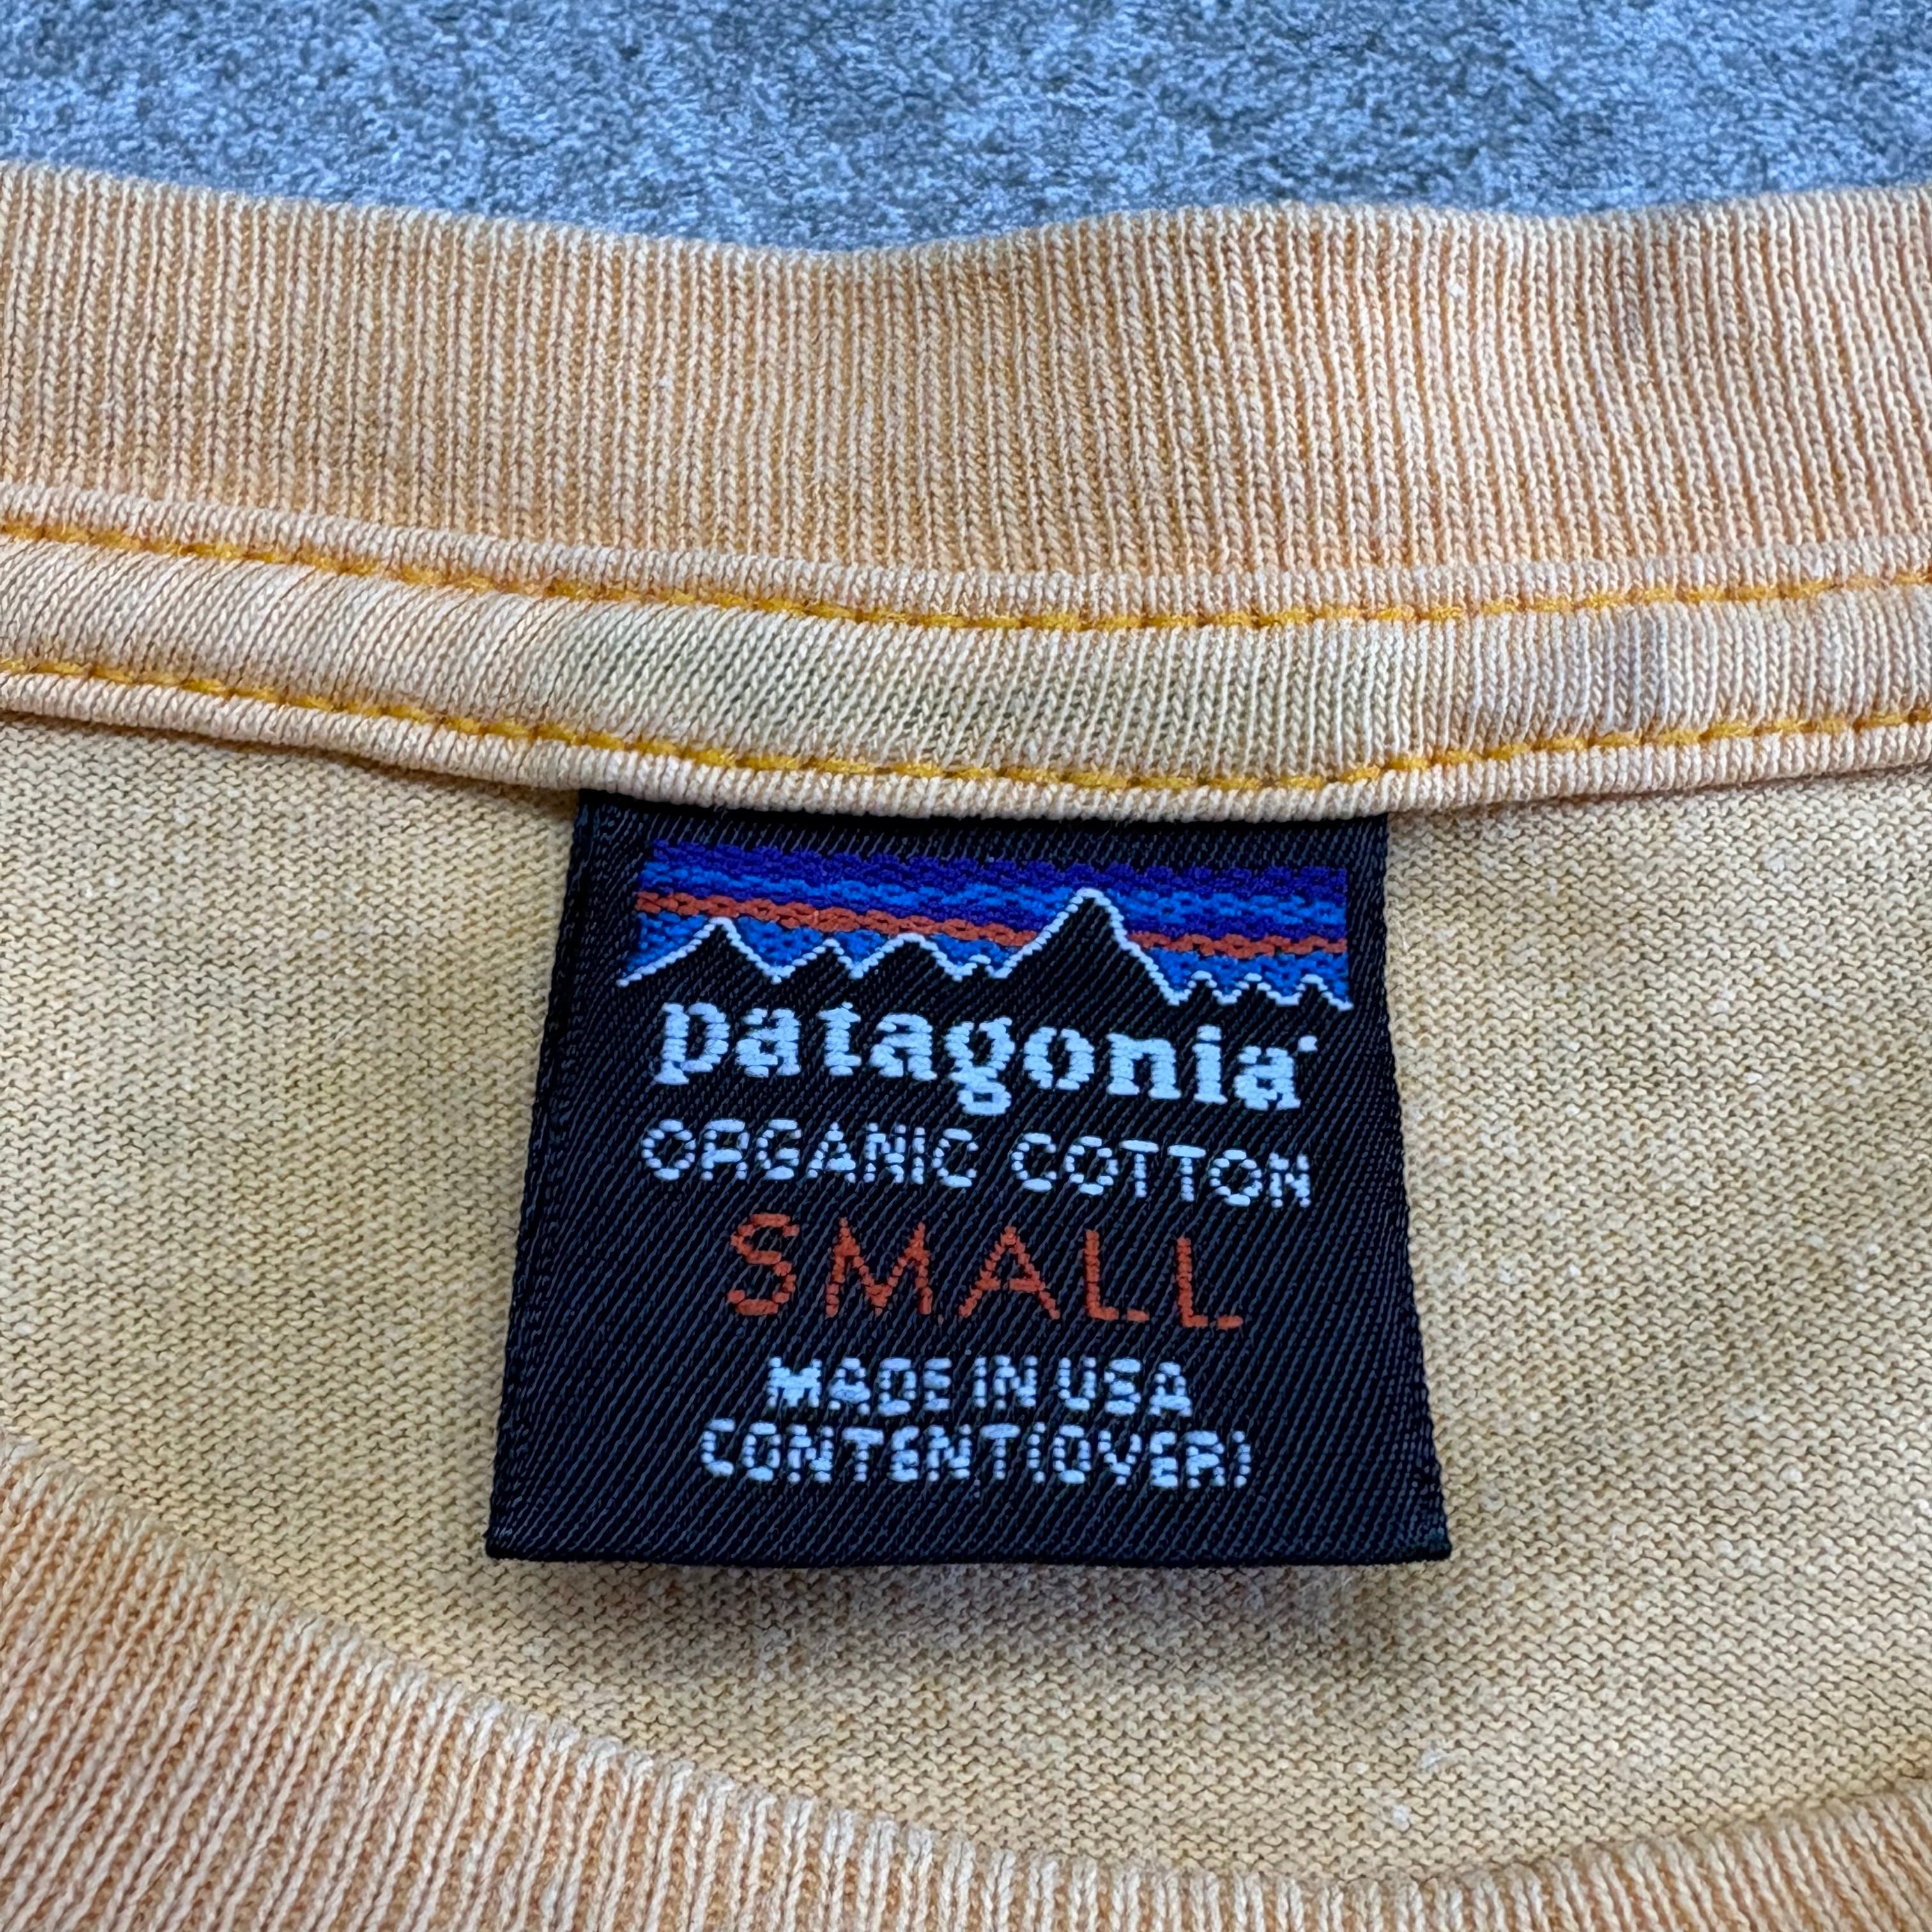 patagonia
ORGANIC COTTON
SMALL
MADE IN USA
CONTENT(OVER)